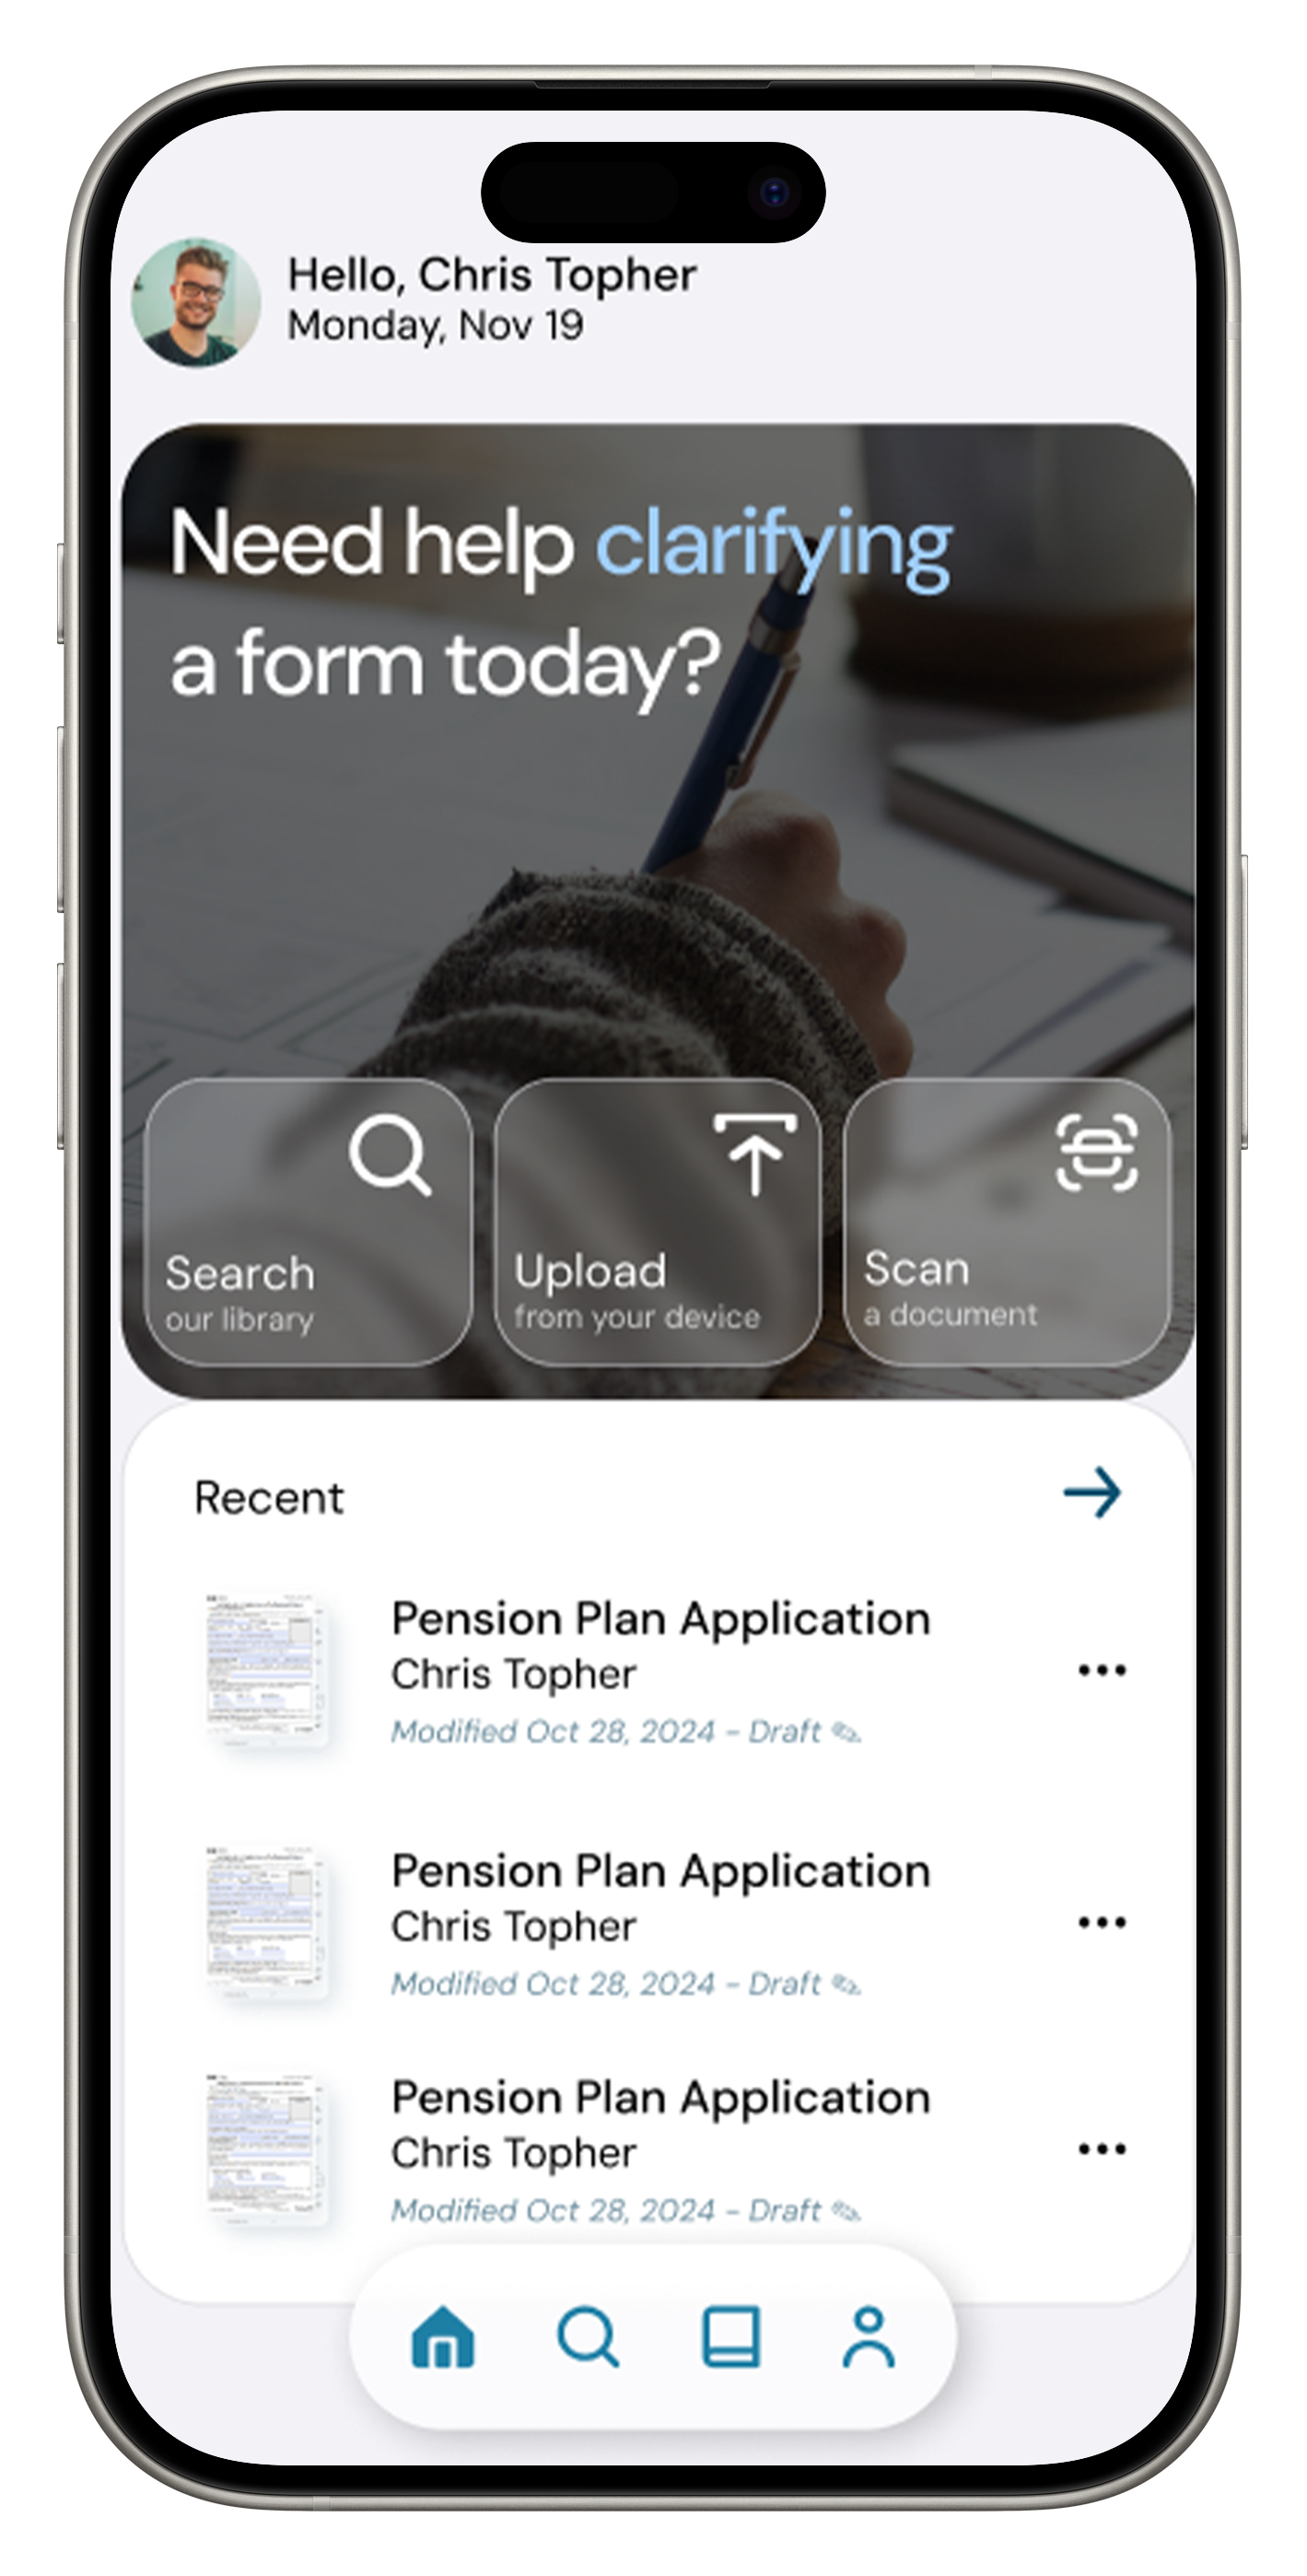 Hello, Chris Topher
Monday, Nov 19
Need help clarifying
a form today?
Search
our library
Upload
from your device
Scan
a document
Recent
Pension Plan Application
Chris Topher
Modified Oct 28, 2024 - Draft
Pension Plan Application
Chris Topher
Modified Oct 28, 2024 - Draft
Pension Plan Application
Chris Topher
Modified Oct 28, 2024 - Draft